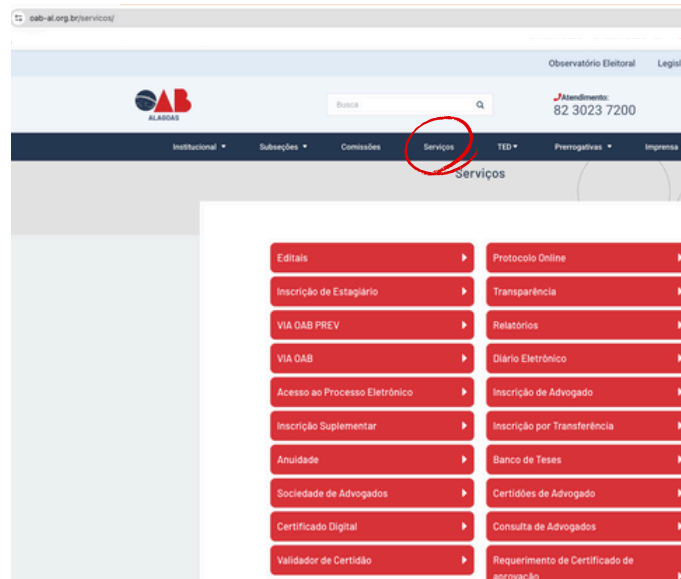 oab-al.org.br/servicos/
Observatório Eleitoral Legisl
OAB
ALAGOAS
Busca
Atendimento:
82 3023 7200
Institucional Subseções Comissões Serviços TED Prerrogativas Imprensa
Serviços
Editais
Protocolo Online
Inscrição de Estagiário
Transparência
VIA OAB PREV
Relatórios
VIA OAB
Diário Eletrônico
Acesso ao Processo Eletrônico
Inscrição de Advogado
Inscrição Suplementar
Inscrição por Transferência
Anuidade
Banco de Teses
Sociedade de Advogados
Certidões de Advogado
Certificado Digital
Consulta de Advogados
Validador de Certidão
Requerimento de Certificado de
aprovação